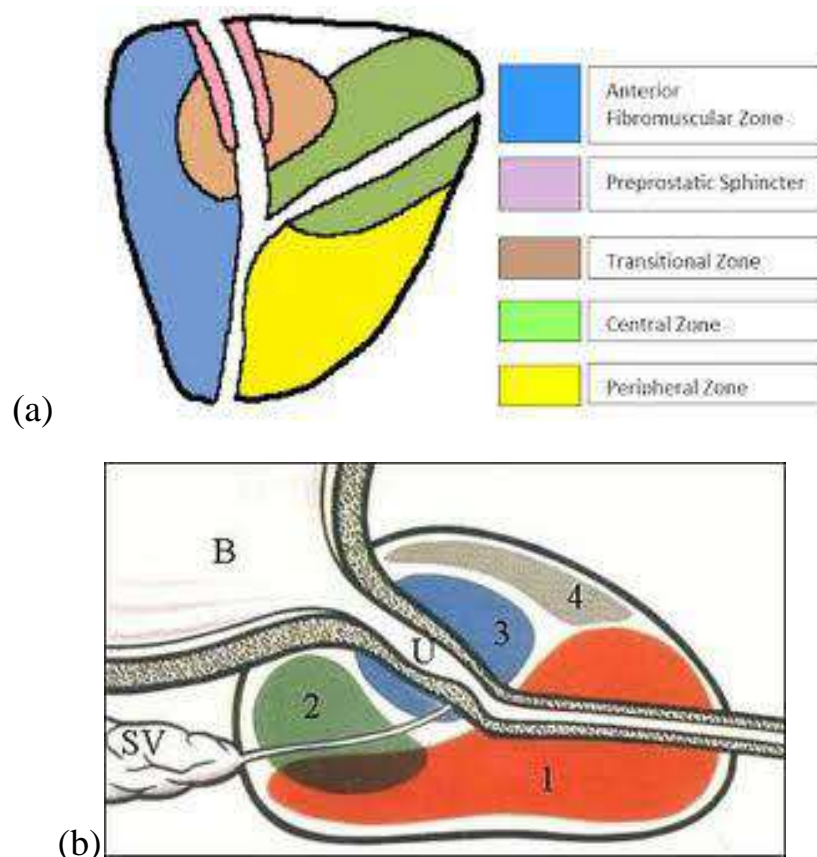 Anterior
Fibromuscular Zone
Preprostatic Sphincter
Transitional Zone
Central Zone
Peripheral Zone
(a)
B
4
3
U
2
SV
1
(b)